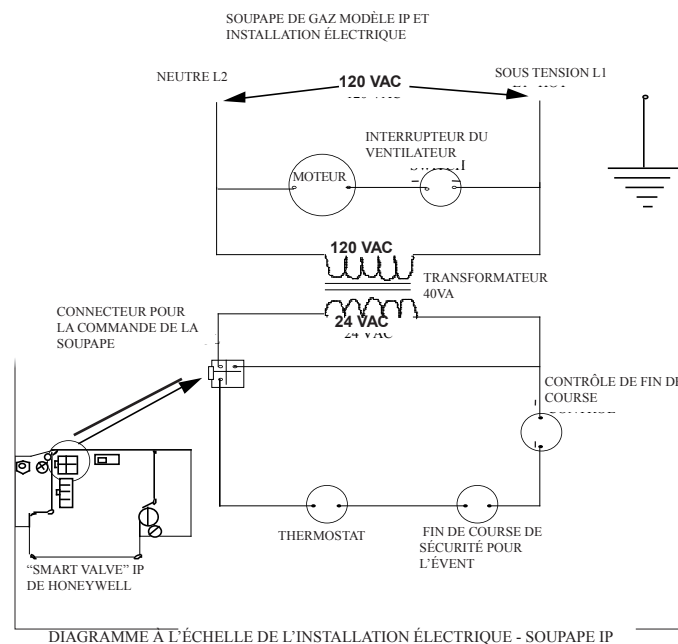 SOUPAPE DE GAZ MODÈLE IP ET
INSTALLATION ÉLECTRIQUE
NEUTRE L2
120 VAC
SOUS TENSION L1
INTERRUPTEUR DU
VENTILATEUR
MOTEUR
120 VAC
TRANSFORMATEUR
40VA
24 VAC
24 VAC
CONNECTEUR POUR
LA COMMANDE DE LA
SOUPAPE
CONTRÔLE DE FIN DE
COURSE
THERMOSTAT
FIN DE COURSE DE
SÉCURITÉ POUR
L'ÉVENT
“SMART VALVE” IP
DE HONEYWELL
DIAGRAMME À L'ÉCHELLE DE L'INSTALLATION ÉLECTRIQUE - SOUPAPE IP